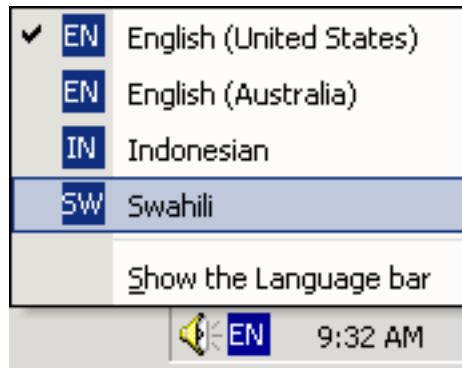 EN English (United States)
EN English (Australia)
IN Indonesian
SW Swahili
Show the Language bar
EN 9:32 AM